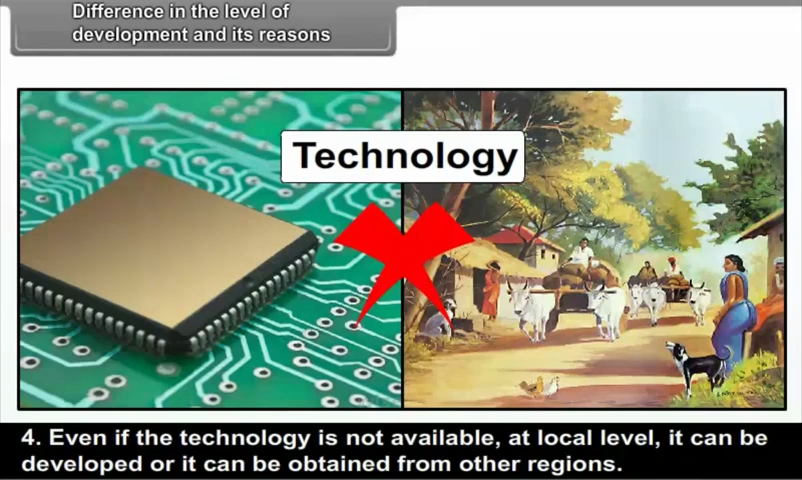 Difference in the level of
development and its reasons
Technology
4. Even if the technology is not available, at local level, it can be
developed or it can be obtained from other regions.